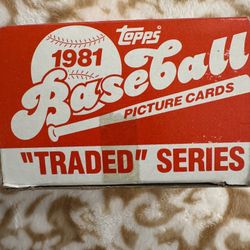 Topps
1981
Baseball
PICTURE CARDS
"TRADED" SERIES